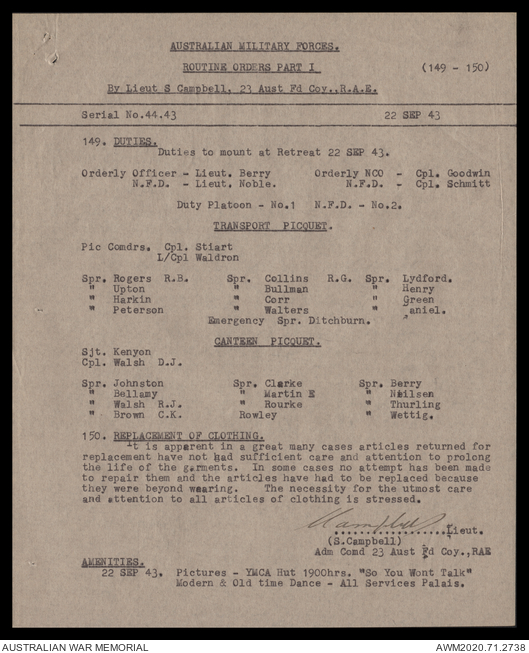 AUSTRALIAN MILITARY FORCES.
ROUTINE ORDERS PART I (149 - 150)
By Lieut S Campbell, 23 Aust Fd Coy.,R.A.E.
Serial No.44.43 22 SEP 43
149. DUTIES.
Duties to mount at Retreat 22 SEP 43.
Orderly Officer - Lieut. Berry Orderly NCO - Cpl. Goodwin
N.F.D. - Lieut. Noble. N.F.D. - Cpl. Schmitt
Duty Platoon - No.1 N.F.D. - No.2.
TRANSPORT PICQUET.
Pic Comdrs. Cpl. Stiart
L/Cpl Waldron
Spr. Rogers R.B. Spr. Collins R.G. Spr. Lydford.
" Upton " Bullman " Henry
" Harkin " Corr " Green
" Peterson " Walters " aniel.
Emergency Spr. Ditchburn.
CANTEEN PICQUET.
Sjt. Kenyon
Cpl. Walsh D.J.
Spr. Johnston Spr. Clarke Spr. Berry
" Bellamy " Martin E " Neilsen
" Walsh R.J. " Rourke " Thurling
" Brown C.K. Rowley " Wettig.
150. REPLACEMENT OF CLOTHING.
It is apparent in a great many cases articles returned for
replacement have not had sufficient care and attention to prolong
the life of the garments. In some cases no attempt has been made
to repair them and the articles have had to be replaced because
they were beyond wearing. The necessity for the utmost care
and attention to all articles of clothing is stressed.
Campbell
....................Lieut.
(S.Campbell)
Adm Comd 23 Aust Fd Coy.,RAE
AMENITIES.
22 SEP 43. Pictures - YMCA Hut 1900hrs. "So You Wont Talk"
Modern & Old time Dance - All Services Palais.
AUSTRALIAN WAR MEMORIAL AWM2020.71.2738